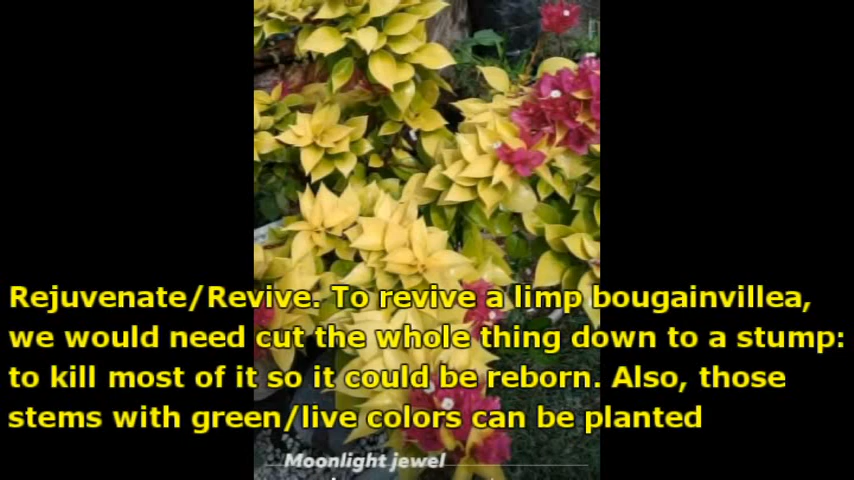 Rejuvenate/Revive. To revive a limp bougainvillea,
we would need cut the whole thing down to a stump:
to kill most of it so it could be reborn. Also, those
stems with green/live colors can be planted
Moonlight jewel